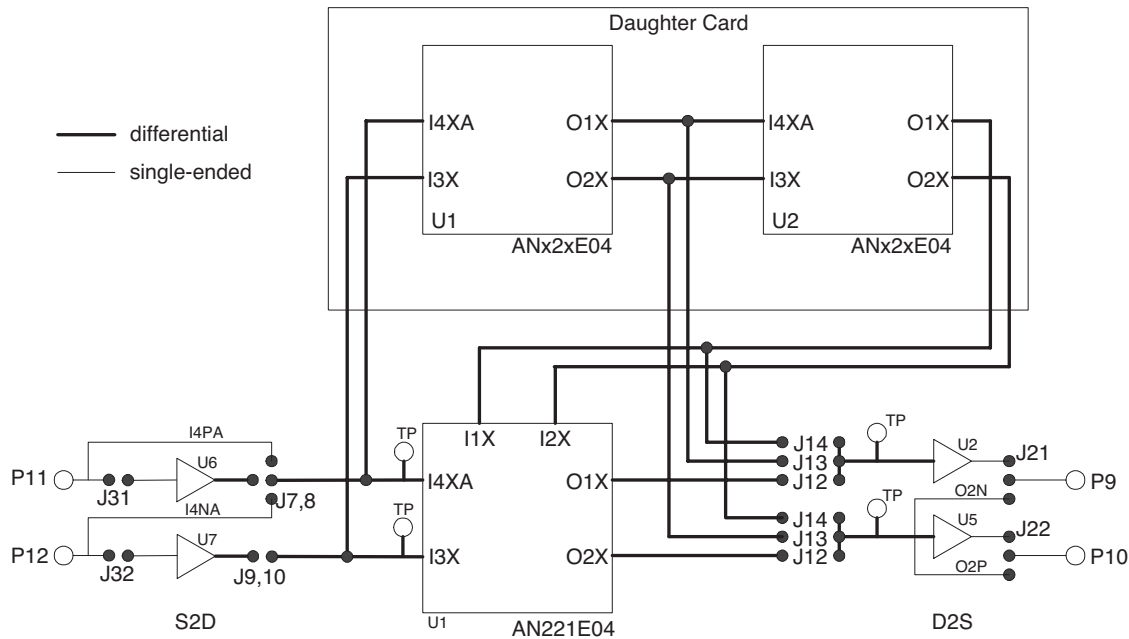 Daughter Card
differential
single-ended
I4XA O1X I4XA O1X
I3X O2X I3X O2X
U1 U2
ANx2xE04 ANx2xE04
I1X I2X
TP TP
I4PA
P11 J31 U6 J7,8 I4XA O1X
I4NA
P12 J32 U7 J9,10 TP I3X O2X
J14
J13
J12
U2 J21
P9
TP O2N
J14
J13
J12
U5 J22
P10
O2P
S2D U1 AN221E04 D2S